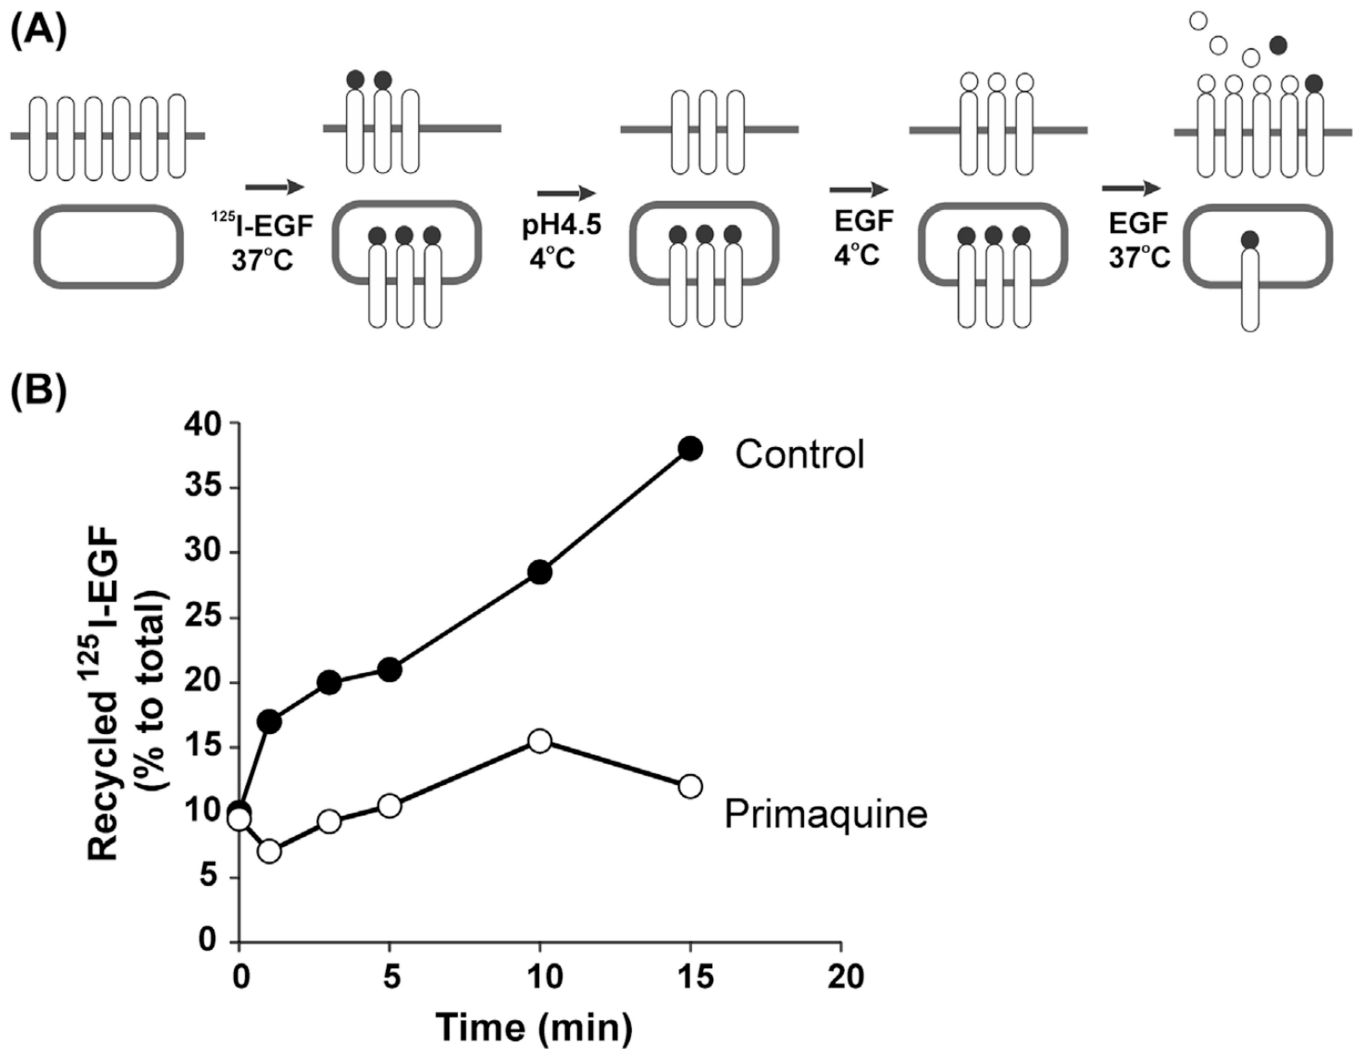 (A)
¹²⁵I-EGF
37°C
pH4.5
4°C
EGF
4°C
EGF
37°C
(B)
40
35
30
25
20
15
10
5
0
Recycled ¹²⁵I-EGF
(% to total)
Control
Primaquine
0 5 10 15 20
Time (min)